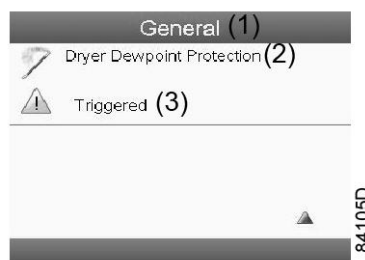 General (1)
Dryer Dewpoint Protection (2)
Triggered (3)
84105D